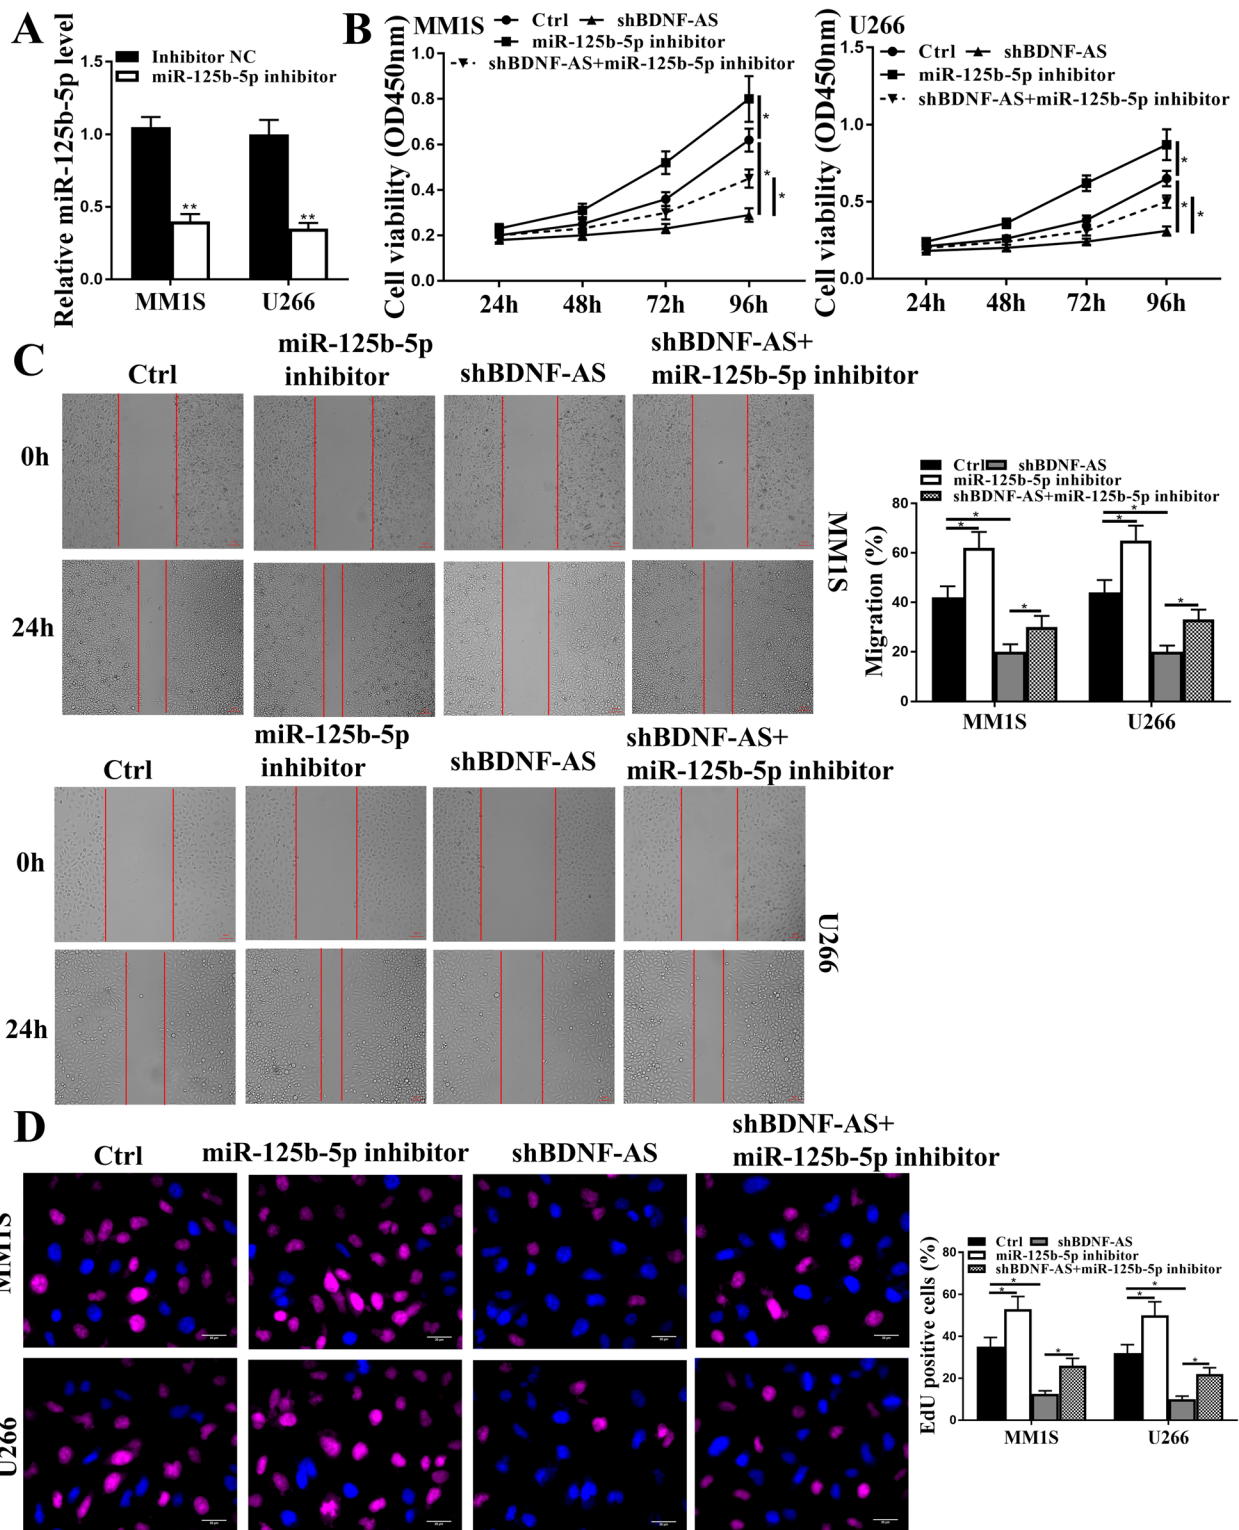 A
Relative miR-125b-5p level
Inhibitor NC
miR-125b-5p inhibitor
1.5
1.0
0.5
0.0
**
**
MM1S
U266
B
MM1S
Ctrl
shBDNF-AS
miR-125b-5p inhibitor
shBDNF-AS+miR-125b-5p inhibitor
Cell viability (OD450nm)
1.0
0.8
0.6
0.4
0.2
0.0
*
*
*
24h
48h
72h
96h
U266
Ctrl
shBDNF-AS
miR-125b-5p inhibitor
shBDNF-AS+miR-125b-5p inhibitor
Cell viability (OD450nm)
1.5
1.0
0.5
0.0
*
*
*
24h
48h
72h
96h
C
Ctrl
miR-125b-5p
inhibitor
shBDNF-AS
shBDNF-AS+
miR-125b-5p inhibitor
0h
24h
MM1S
Ctrl
miR-125b-5p
inhibitor
shBDNF-AS
shBDNF-AS+
miR-125b-5p inhibitor
0h
24h
U266
Ctrl
shBDNF-AS
miR-125b-5p inhibitor
shBDNF-AS+miR-125b-5p inhibitor
Migration (%)
80
60
40
20
0
*
*
*
*
*
*
MM1S
U266
D
Ctrl
miR-125b-5p inhibitor
shBDNF-AS
shBDNF-AS+
miR-125b-5p inhibitor
MM1S
U266
Ctrl
shBDNF-AS
miR-125b-5p inhibitor
shBDNF-AS+miR-125b-5p inhibitor
EdU positive cells (%)
80
60
40
20
0
*
*
*
*
*
*
MM1S
U266